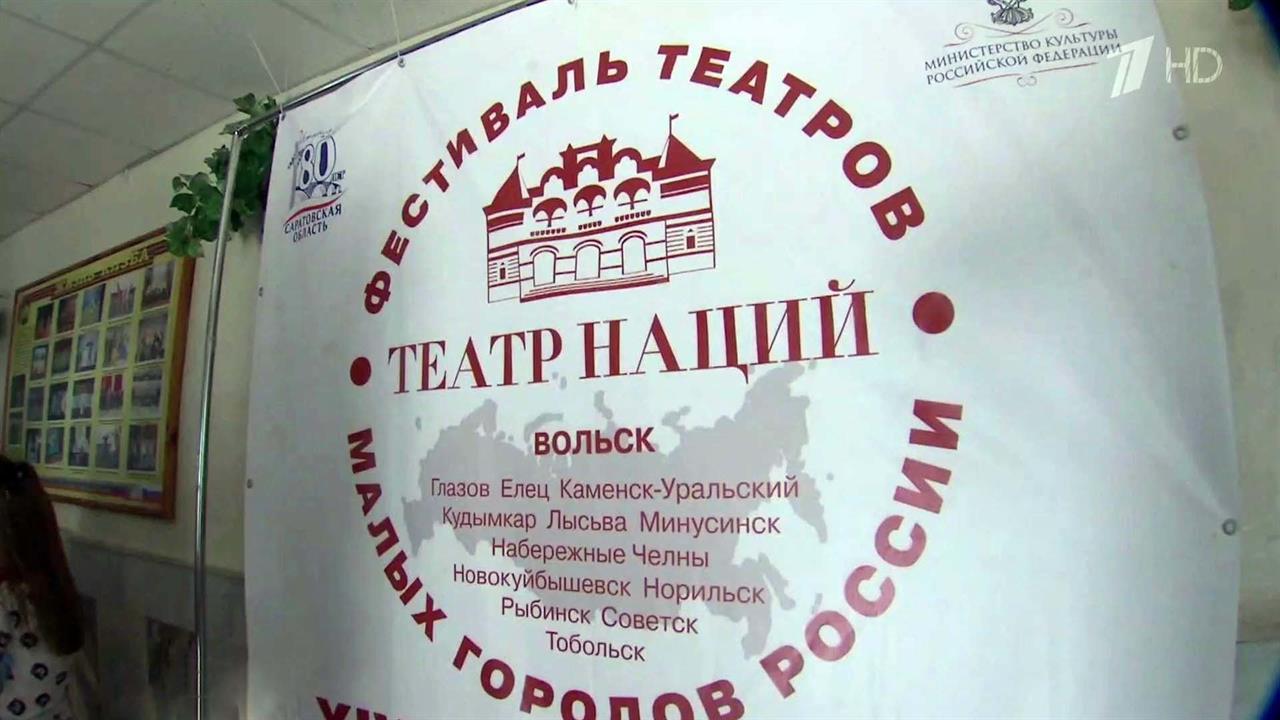 МИНИСТЕРСТВО КУЛЬТУРЫ
РОССИЙСКОЙ ФЕДЕРАЦИИ
1 HD
80
САРАТОВСКАЯ
ОБЛАСТЬ
ФЕСТИВАЛЬ ТЕАТРОВ
ТЕАТР НАЦИЙ
ВОЛЬСК
Глазов Елец Каменск-Уральский
Кудымкар Лысьва Минусинск
Набережные Челны
Новокуйбышевск Норильск
Рыбинск Советск
Тобольск
МАЛЫХ ГОРОДОВ РОССИИ